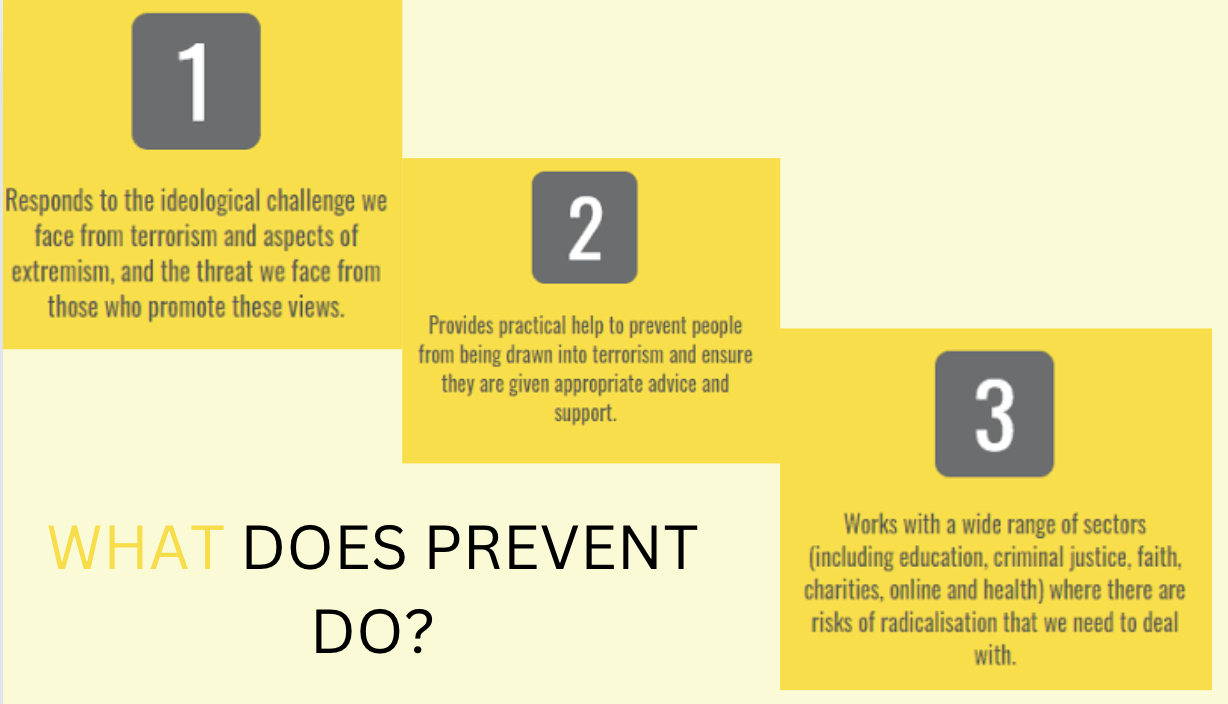 1
Responds to the ideological challenge we
face from terrorism and aspects of
extremism, and the threat we face from
those who promote these views.
2
Provides practical help to prevent people
from being drawn into terrorism and ensure
they are given appropriate advice and
support.
3
Works with a wide range of sectors
(including education, criminal justice, faith,
charities, online and health) where there are
risks of radicalisation that we need to deal
with.
WHAT DOES PREVENT
DO?